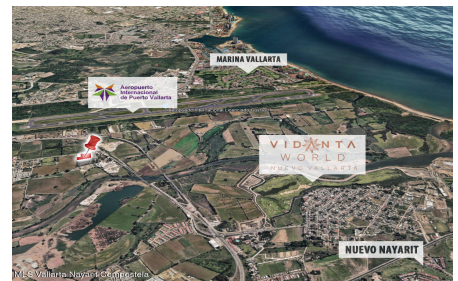 MARINA VALLARTA
Aeropuerto
Internacional
de Puerto Vallarta
VIDANTA
WORLD
NUEVO VALLARTA
NUEVO NAYARIT
MLS Vallarta Nayarit Compostela